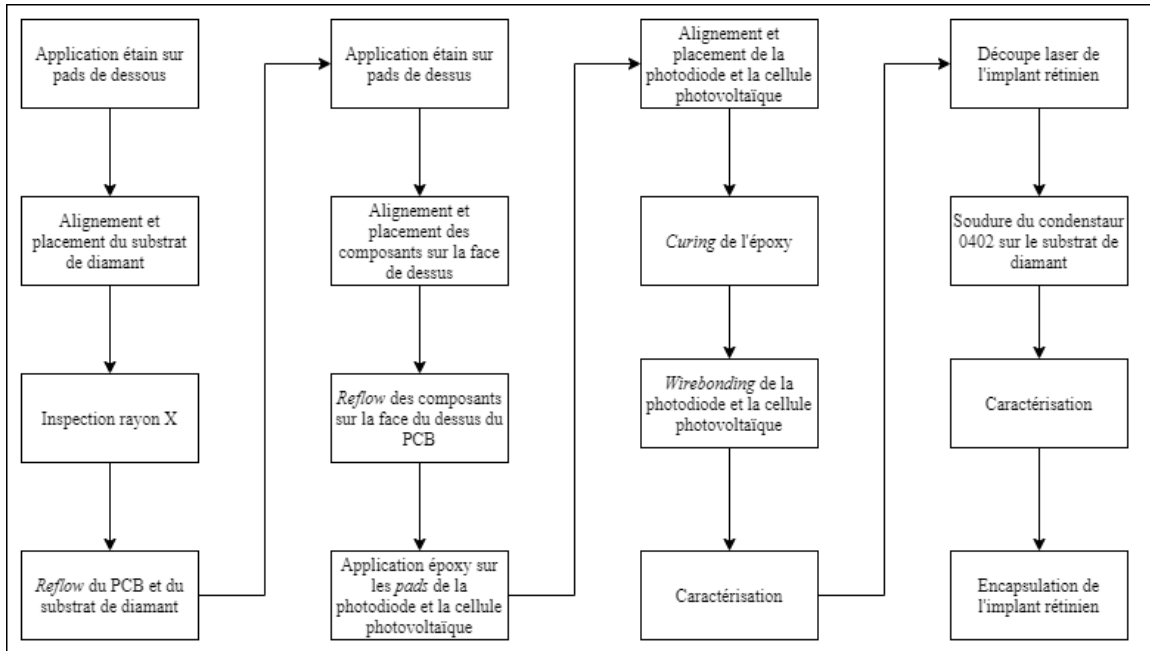 Application étain sur
pads de dessous
Alignement et
placement du substrat
de diamant
Inspection rayon X
Reflow du PCB et du
substrat de diamant
Application étain sur
pads de dessus
Alignement et
placement des
composants sur la face
de dessus
Reflow des composants
sur la face du dessus du
PCB
Application époxy sur
les pads de la
photodiode et la cellule
photovoltaïque
Alignement et
placement de la
photodiode et la cellule
photovoltaïque
Curing de l'époxy
Wirebonding de la
photodiode et la cellule
photovoltaïque
Caractérisation
Découpe laser de
l'implant rétinien
Soudure du condenstaur
0402 sur le substrat de
diamant
Caractérisation
Encapsulation de
l'implant rétinien